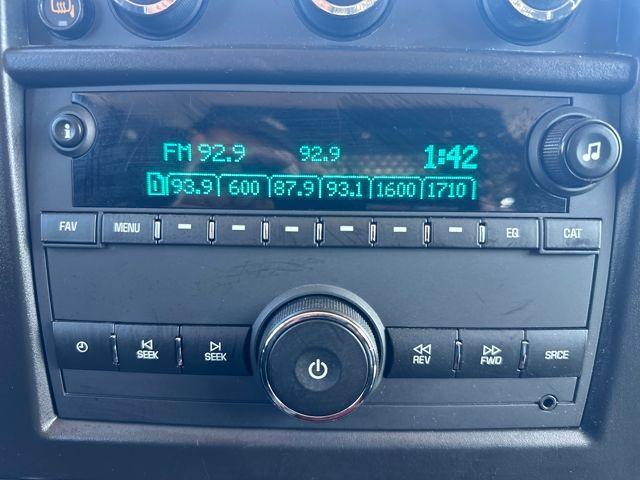 i
FM 92.9 92.9 1:42
1 93.9 600 87.9 93.1 1600 1710
FAV MENU EQ CAT
SEEK SEEK REV FWD SRCE